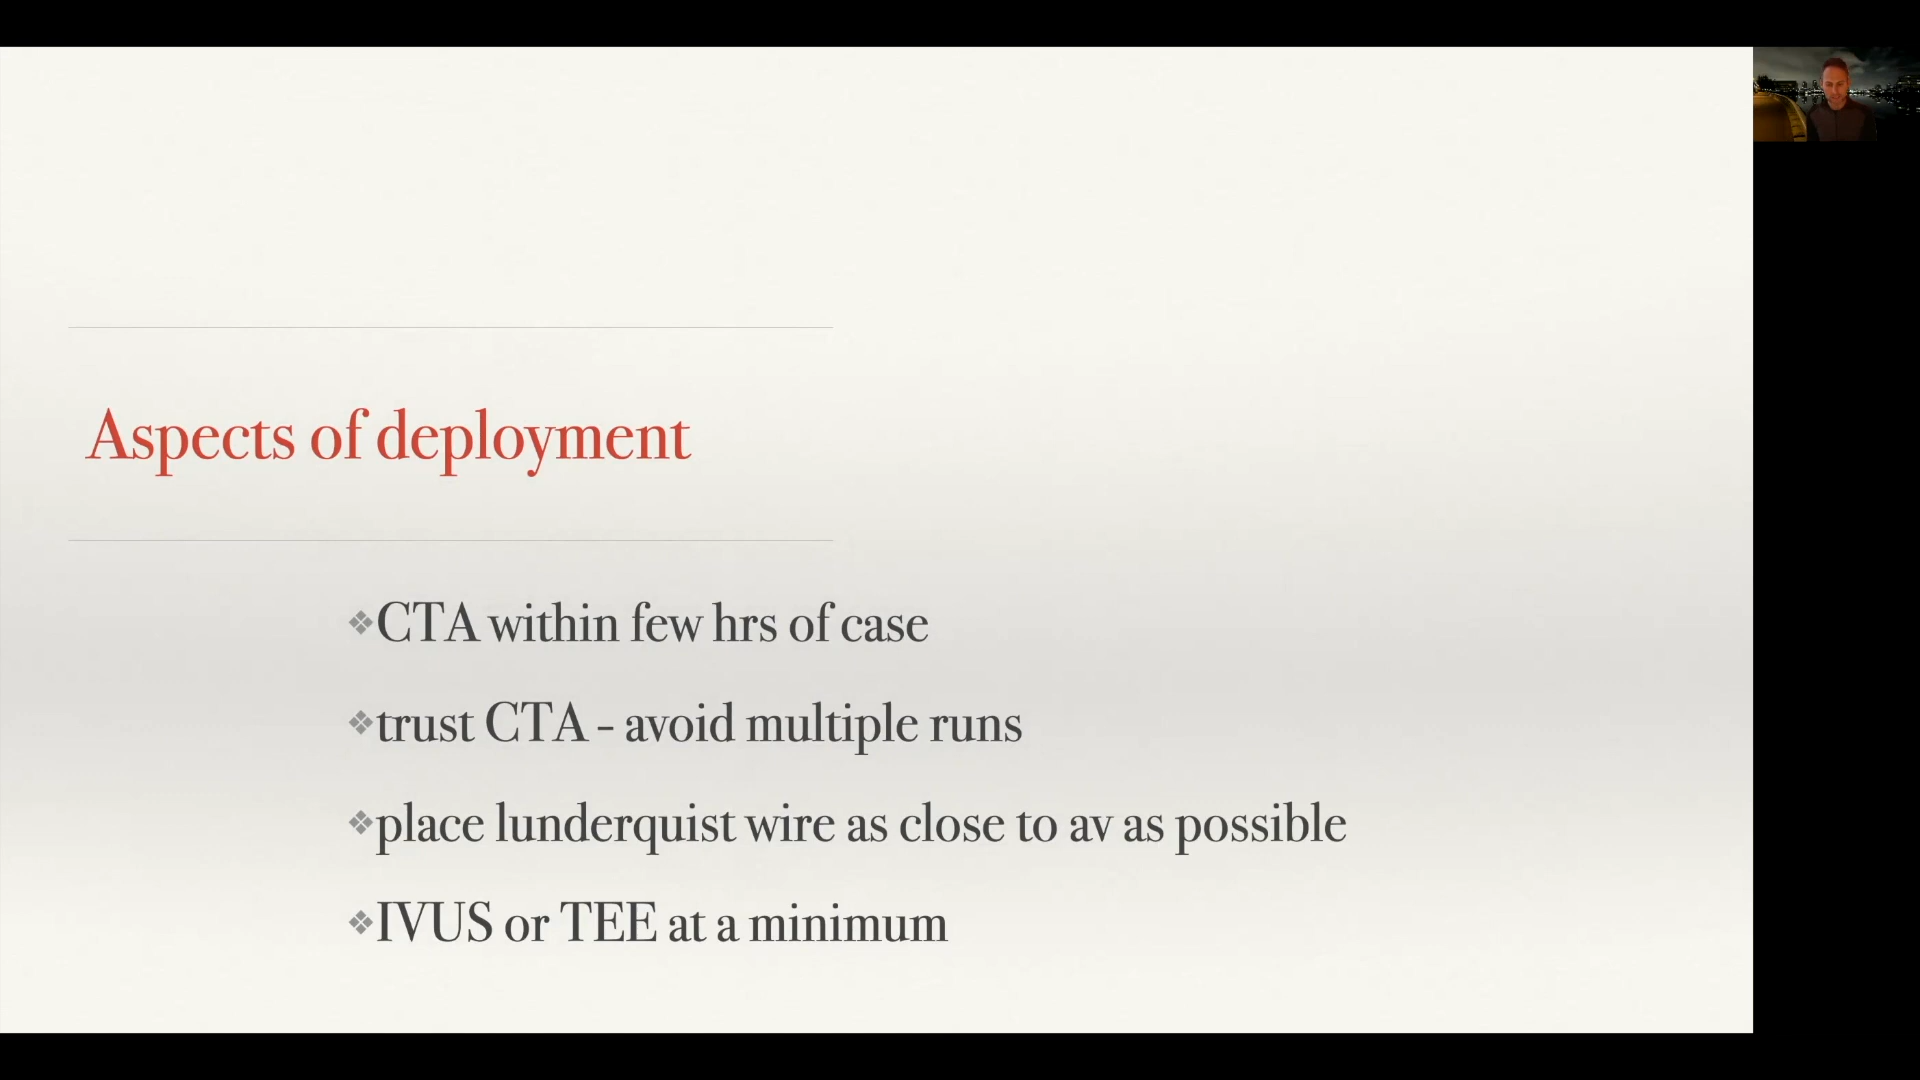 Aspects of deployment
CTA within few hrs of case
trust CTA - avoid multiple runs
place lunderquist wire as close to av as possible
IVUS or TEE at a minimum